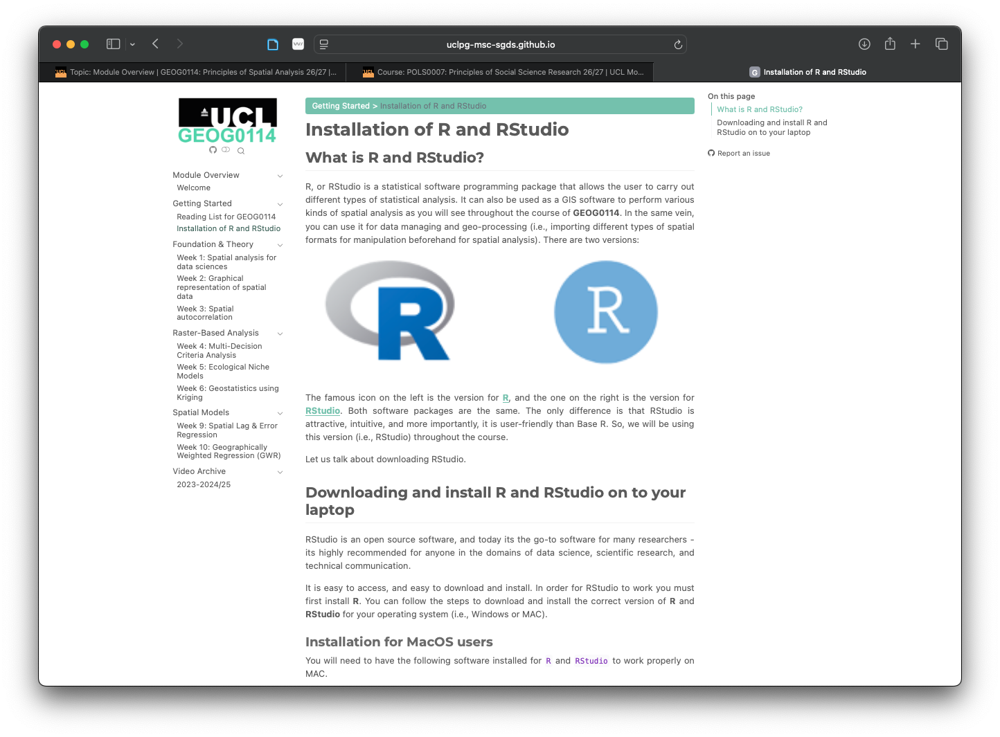 uclpg-msc-sgds.github.io
Topic: Module Overview | GEOG0114: Principles of Spatial Analysis 26/27 |...
Course: POLS0007: Principles of Social Science Research 26/27 | UCL Mo...
G Installation of R and RStudio
UCL
GEOG0114
Module Overview
Welcome
Getting Started
Reading List for GEOG0114
Installation of R and RStudio
Foundation & Theory
Week 1: Spatial analysis for
data sciences
Week 2: Graphical
representation of spatial
data
Week 3: Spatial
autocorrelation
Raster-Based Analysis
Week 4: Multi-Decision
Criteria Analysis
Week 5: Ecological Niche
Models
Week 6: Geostatistics using
Kriging
Spatial Models
Week 9: Spatial Lag & Error
Regression
Week 10: Geographically
Weighted Regression (GWR)
Video Archive
2023-2024/25
Getting Started > Installation of R and RStudio
Installation of R and RStudio
What is R and RStudio?
R, or RStudio is a statistical software programming package that allows the user to carry out
different types of statistical analysis. It can also be used as a GIS software to perform various
kinds of spatial analysis as you will see throughout the course of GEOG0114. In the same vein,
you can use it for data managing and geo-processing (i.e., importing different types of spatial
formats for manipulation beforehand for spatial analysis). There are two versions:
R
R
The famous icon on the left is the version for R, and the one on the right is the version for
RStudio. Both software packages are the same. The only difference is that RStudio is
attractive, intuitive, and more importantly, it is user-friendly than Base R. So, we will be using
this version (i.e., RStudio) throughout the course.
Let us talk about downloading RStudio.
Downloading and install R and RStudio on to your
laptop
RStudio is an open source software, and today its the go-to software for many researchers -
its highly recommended for anyone in the domains of data science, scientific research, and
technical communication.
It is easy to access, and easy to download and install. In order for RStudio to work you must
first install R. You can follow the steps to download and install the correct version of R and
RStudio for your operating system (i.e., Windows or MAC).
Installation for MacOS users
You will need to have the following software installed for R and RStudio to work properly on
MAC.
On this page
What is R and RStudio?
Downloading and install R and
RStudio on to your laptop
Report an issue